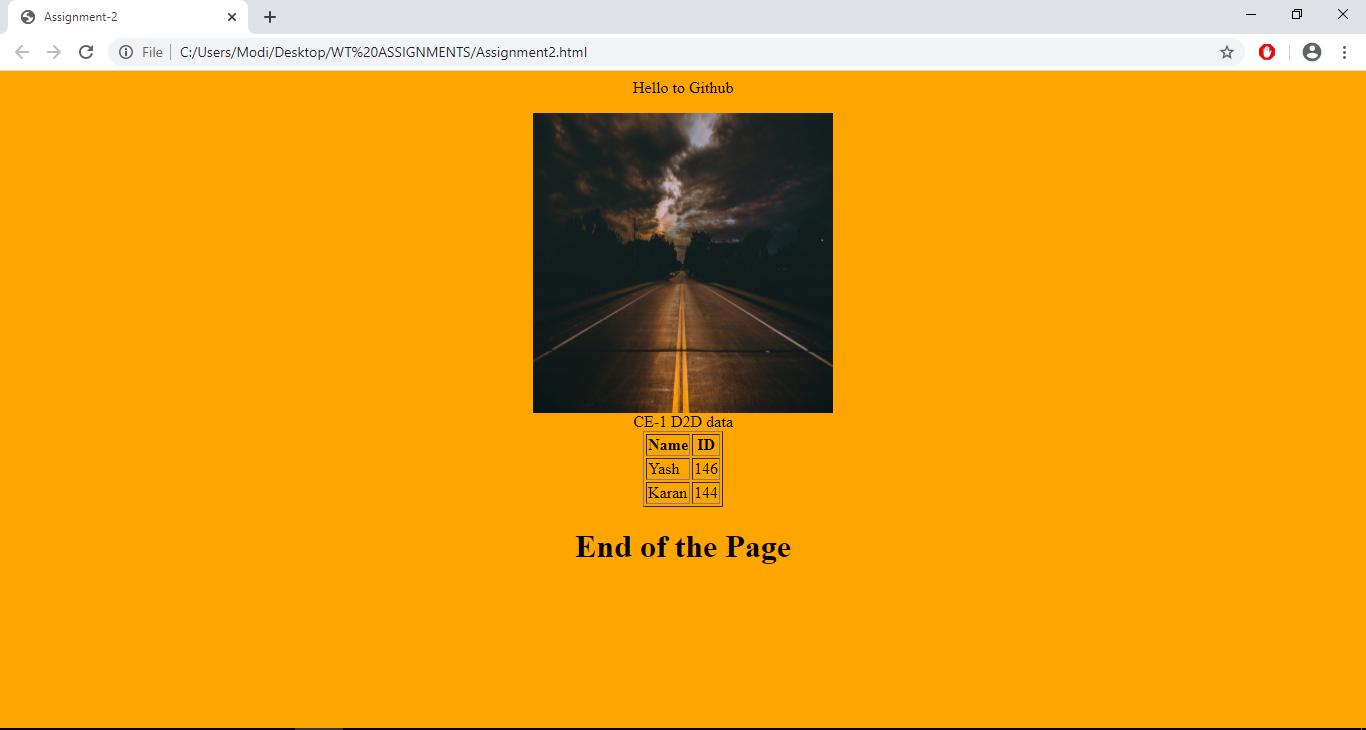 Assignment-2
File C:/Users/Modi/Desktop/WT%20ASSIGNMENTS/Assignment2.html
Hello to Github
CE-1 D2D data
Name ID
Yash 146
Karan 144
End of the Page